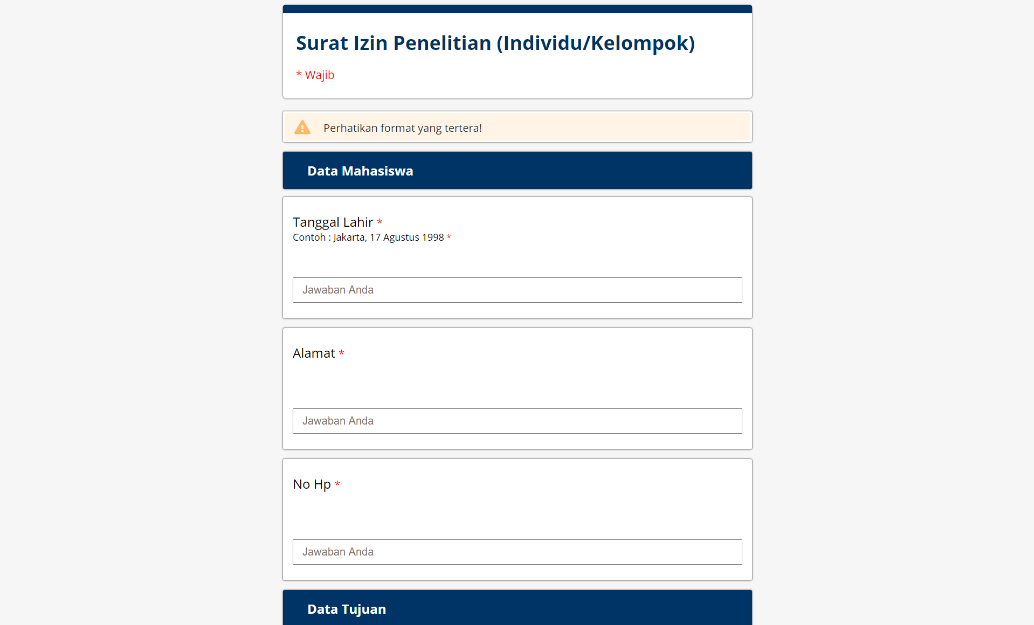 Surat Izin Penelitian (Individu/Kelompok)
* Wajib
Perhatikan format yang tertera!
Data Mahasiswa
Tanggal Lahir *
Contoh : Jakarta, 17 Agustus 1998 *
Jawaban Anda
Alamat *
Jawaban Anda
No Hp *
Jawaban Anda
Data Tujuan